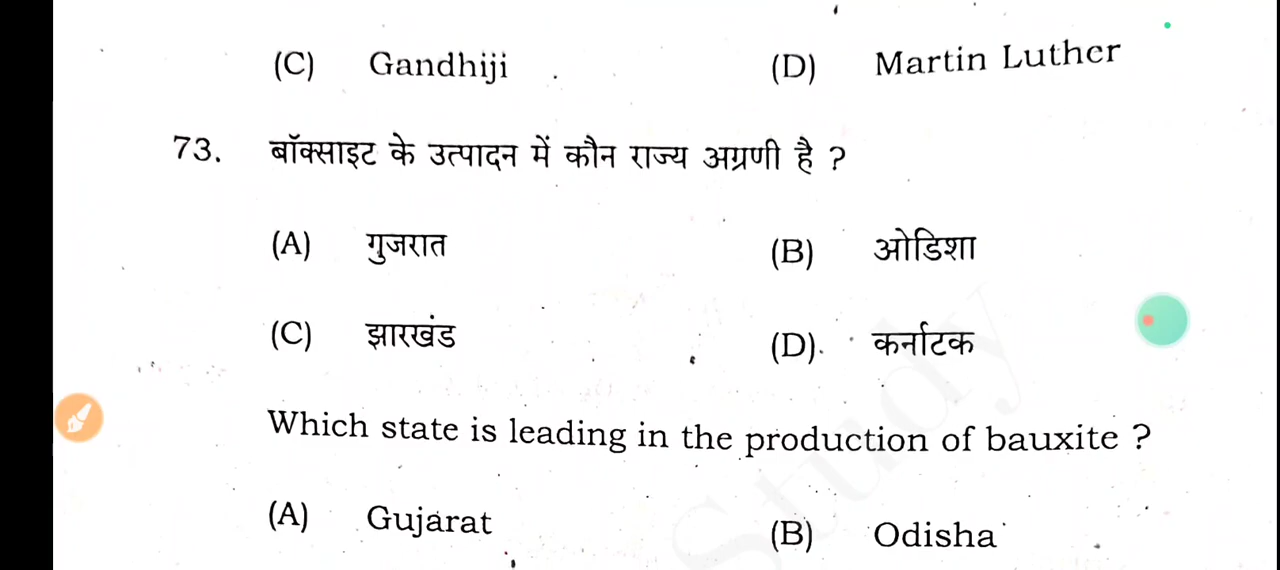 (C) Gandhiji (D) Martin Luther
73. बॉक्साइट के उत्पादन में कौन राज्य अग्रणी है ?
(A) गुजरात (B) ओडिशा
(C) झारखंड (D) कर्नाटक
Which state is leading in the production of bauxite ?
(A) Gujarat (B) Odisha
Study